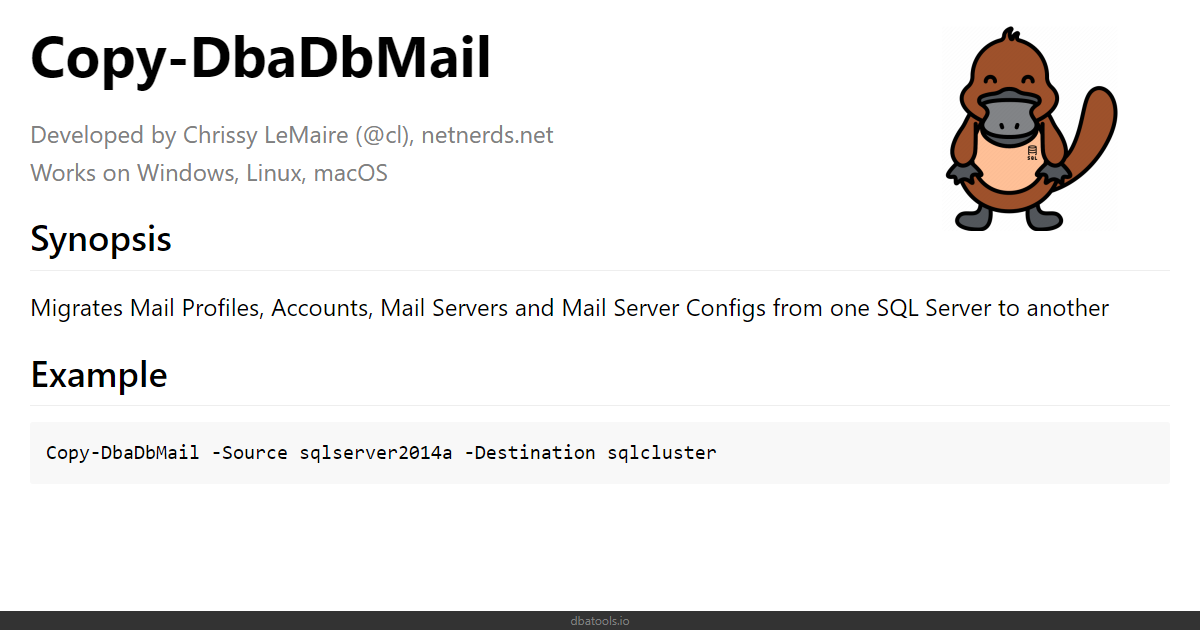 Copy-DbaDbMail
Developed by Chrissy LeMaire (@cl), netnerds.net
Works on Windows, Linux, macOS
SQL
Synopsis
Migrates Mail Profiles, Accounts, Mail Servers and Mail Server Configs from one SQL Server to another
Example
Copy-DbaDbMail -Source sqlserver2014a -Destination sqlcluster
dbatools.io